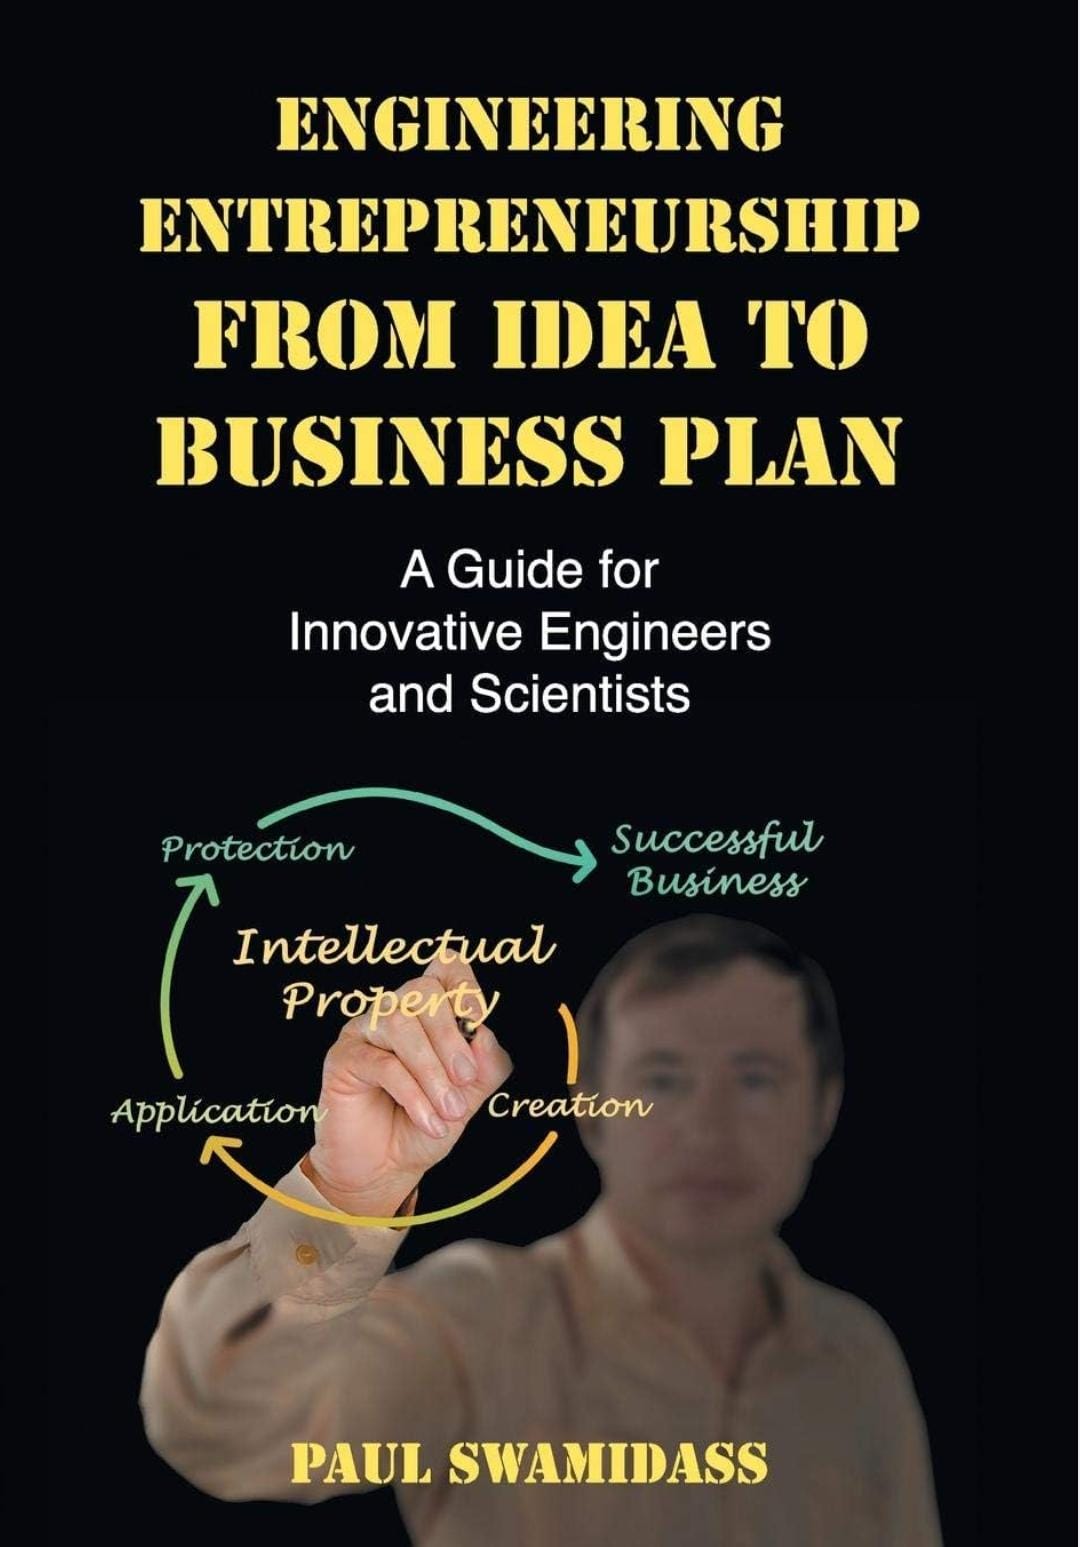 ENGINEERING
ENTREPRENEURSHIP
FROM IDEA TO
BUSINESS PLAN
A Guide for
Innovative Engineers
and Scientists
Protection
Successful
Business
Intellectual
Property
Application
Creation
PAUL SWAMIDASS